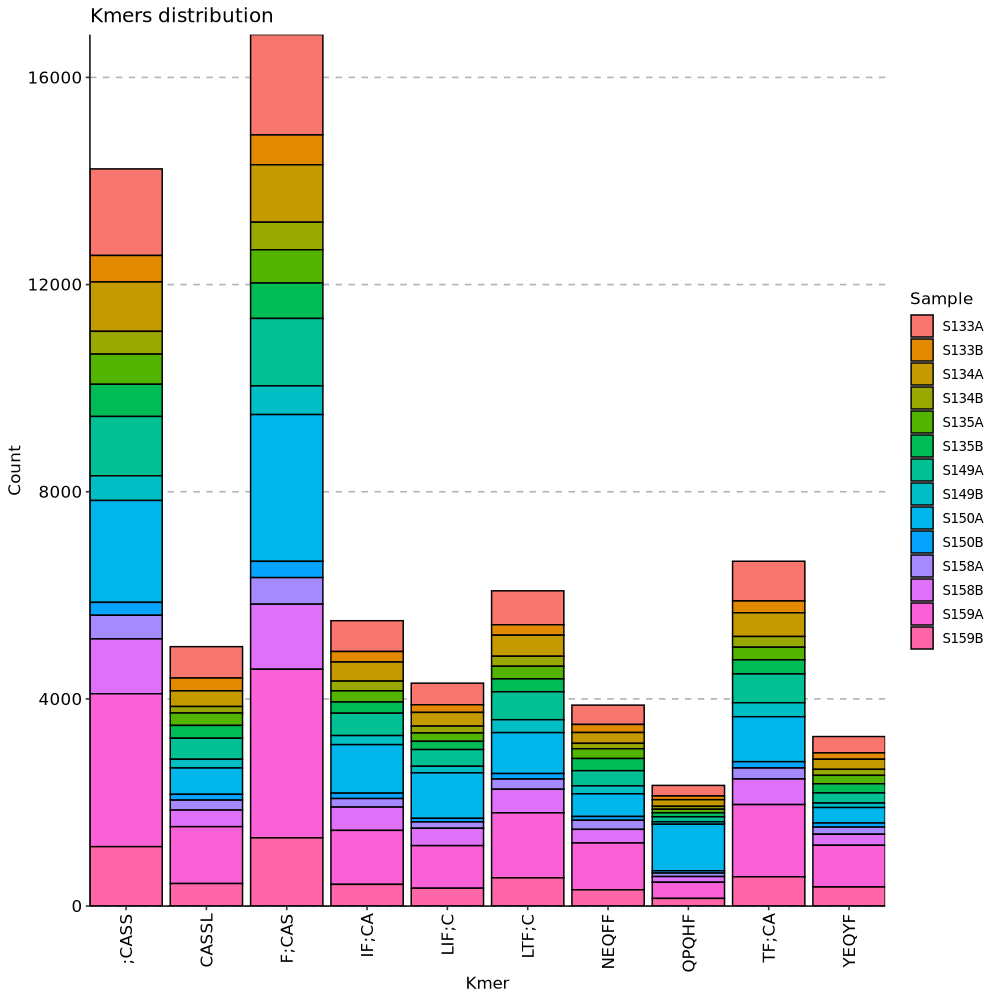 Kmers distribution
16000
12000
8000
4000
0
Count
;CASS
CASSL
F;CAS
IF;CA
LIF;C
LTF;C
NEQFF
QPQHF
TF;CA
YEQYF
Kmer
Sample
S133A
S133B
S134A
S134B
S135A
S135B
S149A
S149B
S150A
S150B
S158A
S158B
S159A
S159B